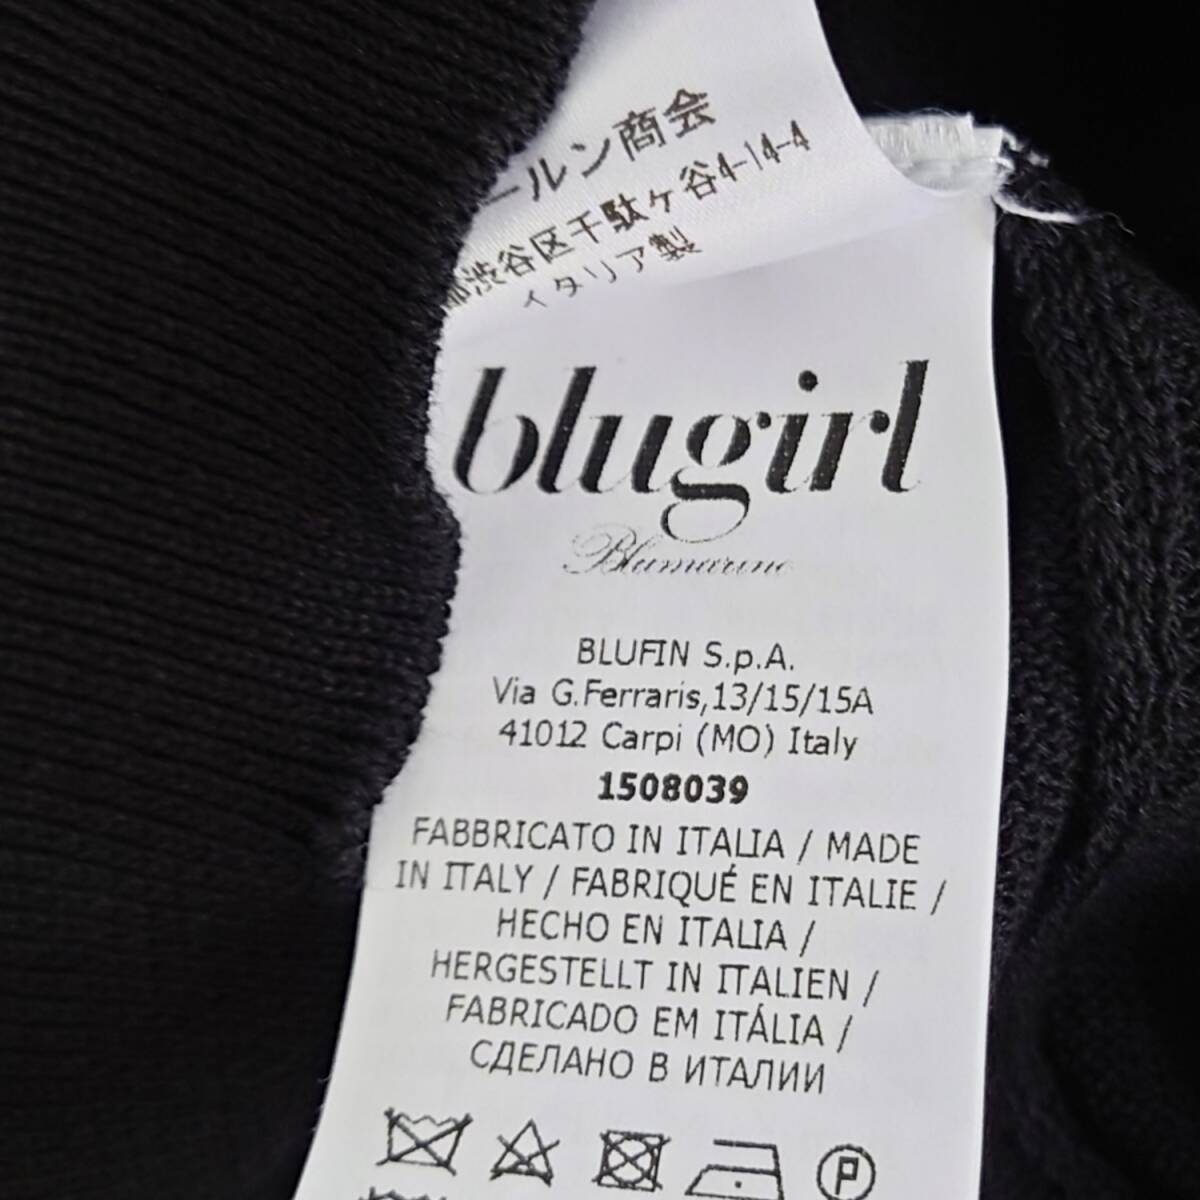 ールン商会
渋谷区千駄ヶ谷4-14-4
イタリア製
blugirl
Blumarine
BLUFIN S.p.A.
Via G.Ferraris,13/15/15A
41012 Carpi (MO) Italy
1508039
FABBRICATO IN ITALIA / MADE
IN ITALY / FABRIQUÉ EN ITALIE /
HECHO EN ITALIA /
HERGESTELLT IN ITALIEN /
FABRICADO EM ITÁLIA /
СДЕЛАНО В ИТАЛИИ
P